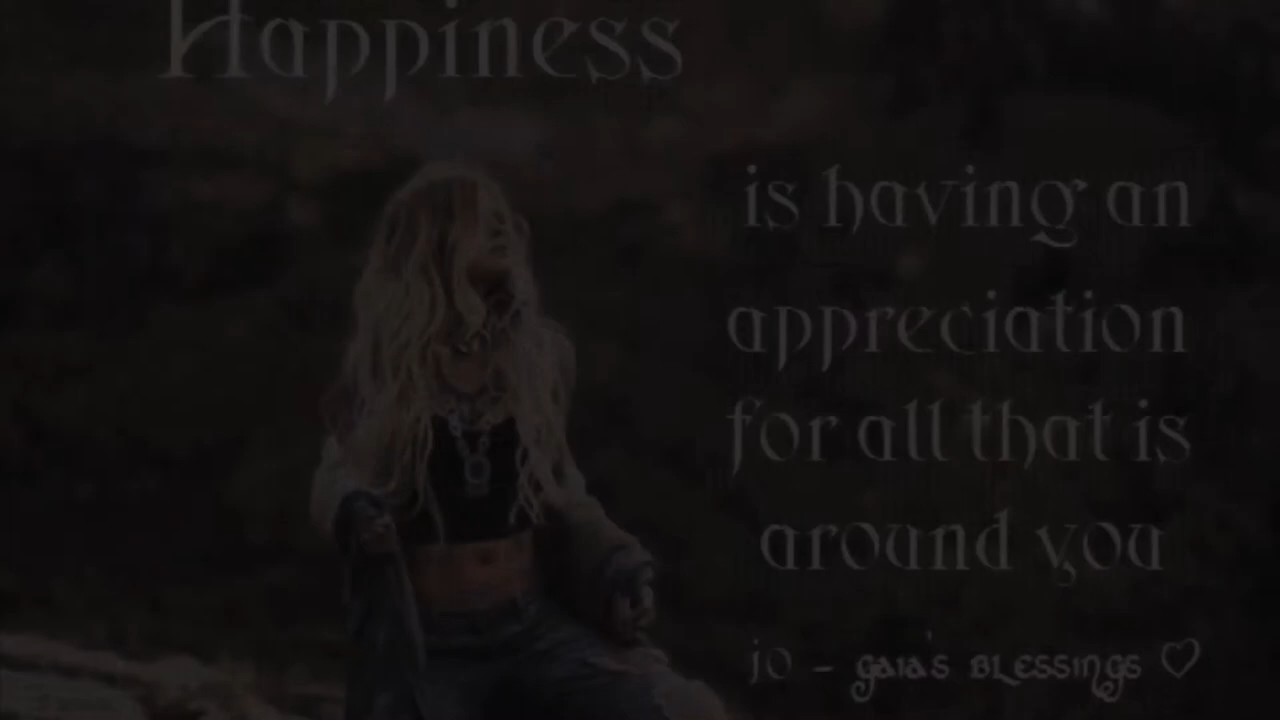 Happiness
is having an
appreciation
for all that is
around you
jo - gaia's blessings ♡